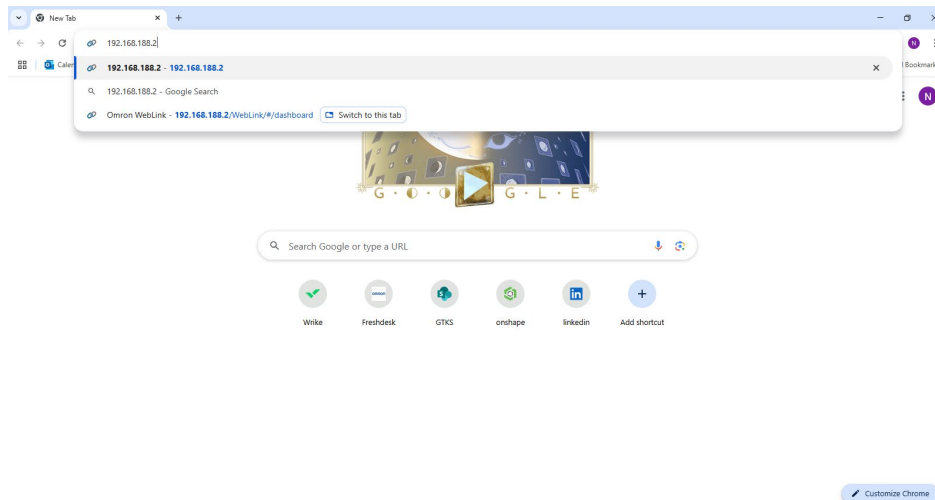 New Tab
192.168.188.2
Calen
Bookmark
192.168.188.2 - 192.168.188.2
192.168.188.2 - Google Search
Omron WebLink - 192.168.188.2/WebLink/#/dashboard Switch to this tab
N
N
G O O G L E
Search Google or type a URL
Wrike Freshdesk GTKS onshape linkedin Add shortcut
Customize Chrome